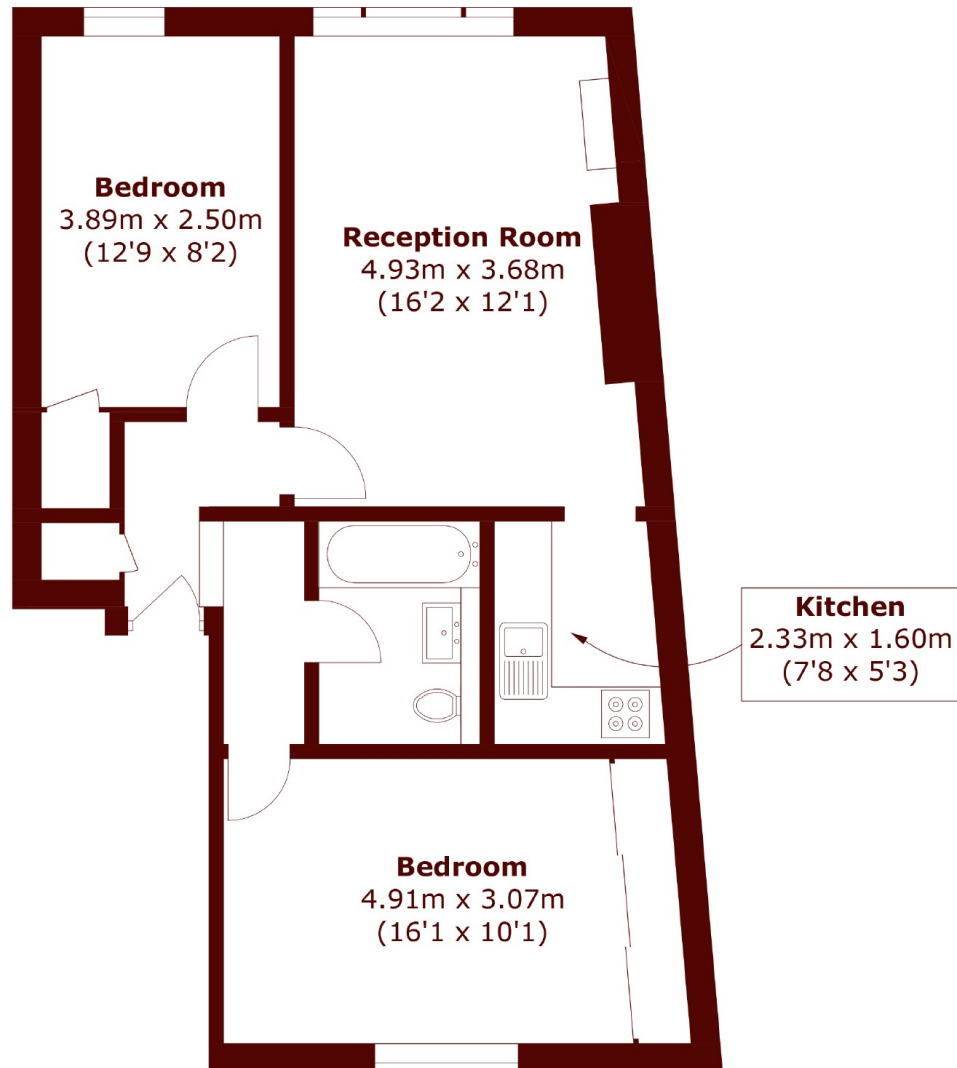 Bedroom
3.89m x 2.50m
(12'9 x 8'2)
Reception Room
4.93m x 3.68m
(16'2 x 12'1)
Kitchen
2.33m x 1.60m
(7'8 x 5'3)
Bedroom
4.91m x 3.07m
(16'1 x 10'1)